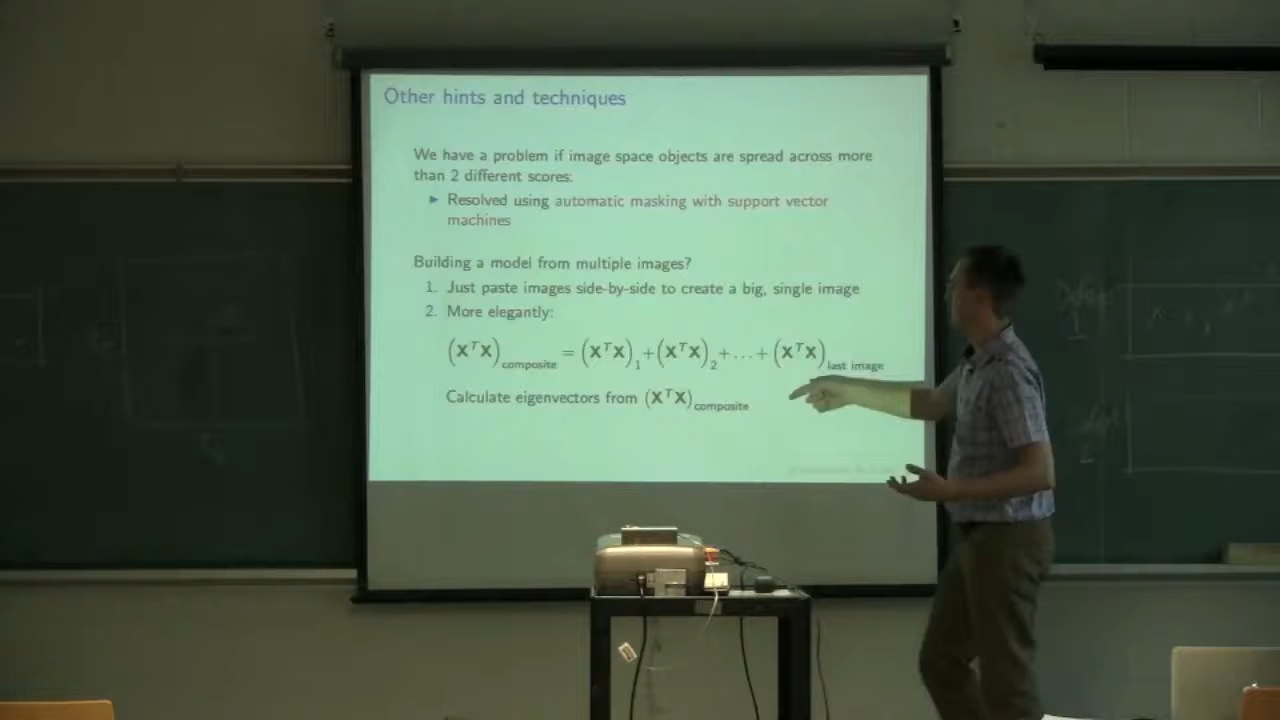 Other hints and techniques
We have a problem if image space objects are spread across more
than 2 different scores:
► Resolved using automatic masking with support vector
machines
Building a model from multiple images?
1. Just paste images side-by-side to create a big, single image
2. More elegantly:
(XᵀX)composite = (XᵀX)₁+(XᵀX)₂+...+(XᵀX)last image
Calculate eigenvectors from (XᵀX)composite